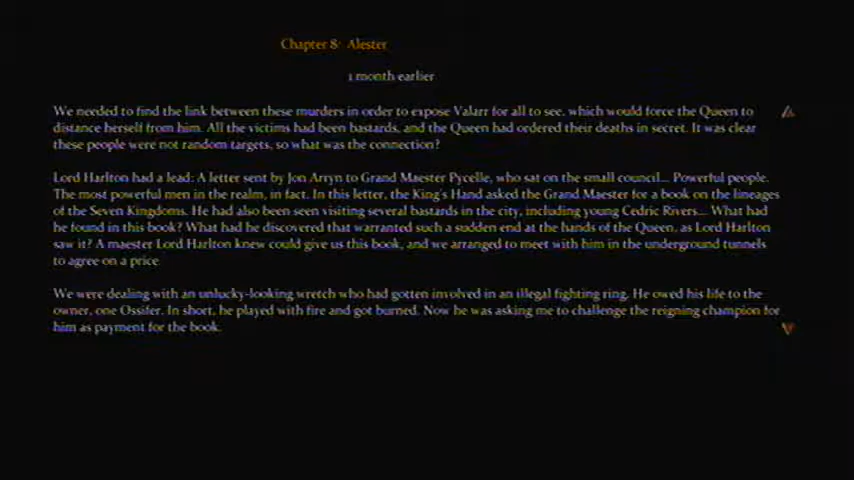 Chapter 8: Alester
1 month earlier
We needed to find the link between these murders in order to expose Valarr for all to see, which would force the Queen to
distance herself from him. All the victims had been bastards, and the Queen had ordered their deaths in secret. It was clear
these people were not random targets, so what was the connection?
Lord Harlton had a lead: A letter sent by Jon Arryn to Grand Maester Pycelle, who sat on the small council... Powerful people.
The most powerful men in the realm, in fact. In this letter, the King's Hand asked the Grand Maester for a book on the lineages
of the Seven Kingdoms. He had also been seen visiting several bastards in the city, including young Cedric Rivers... What had
he found in this book? What had he discovered that warranted such a sudden end at the hands of the Queen, as Lord Harlton
saw it? A maester Lord Harlton knew could give us this book, and we arranged to meet with him in the underground tunnels
to agree on a price.
We were dealing with an unlucky-looking wretch who had gotten involved in an illegal fighting ring. He owed his life to the
owner, one Ossifer. In short, he played with fire and got burned. Now he was asking me to challenge the reigning champion for
him as payment for the book.